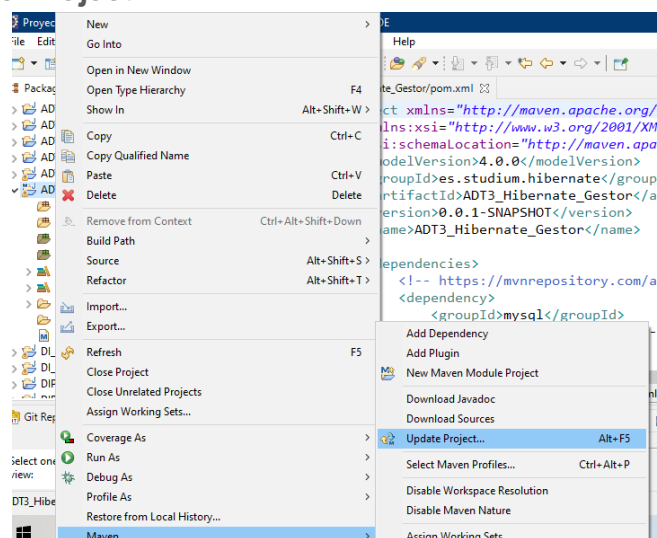 Proyec
DE
File Edit
Help
Packag
te_Gestor/pom.xml
New
Go Into
Open in New Window
Open Type Hierarchy F4
Show In Alt+Shift+W >
Copy Ctrl+C
Copy Qualified Name
Paste Ctrl+V
Delete Delete
Remove from Context Ctrl+Alt+Shift+Down
Build Path
Source Alt+Shift+S >
Refactor Alt+Shift+T >
Import...
Export...
Refresh F5
Close Project
Close Unrelated Projects
Assign Working Sets...
Coverage As
Run As
Debug As
Profile As
Restore from Local History...
Maven
AD
AD
AD
AD
AD
AD
DI_
DI_
DIP
Git Rep
Select one
view:
DT3_Hibe
ct xmlns="http://maven.apache.org/
lns:xsi="http://www.w3.org/2001/XM
i:schemaLocation="http://maven.apa
odelVersion>4.0.0</modelVersion>
roupId>es.studium.hibernate</group
rtifactId>ADT3_Hibernate_Gestor</a
ersion>0.0.1-SNAPSHOT</version>
ame>ADT3_Hibernate_Gestor</name>
ependencies>
<!-- https://mvnrepository.com/a
<dependency>
<groupId>mysql</groupId>
Add Dependency
Add Plugin
New Maven Module Project
Download Javadoc
Download Sources
Update Project... Alt+F5
Select Maven Profiles... Ctrl+Alt+P
Disable Workspace Resolution
Disable Maven Nature
Assign Working Sets